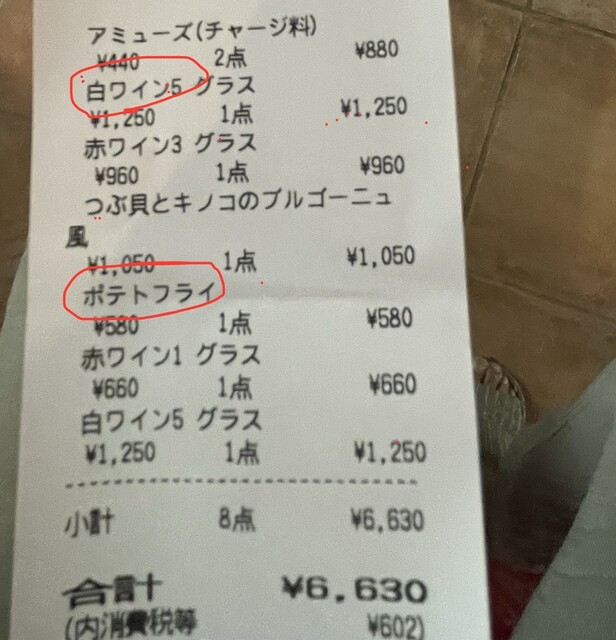 アミューズ(チャージ料)
¥440 2点 ¥880
白ワイン5 グラス
¥1,250 1点 ¥1,250
赤ワイン3 グラス
¥960 1点 ¥960
つぶ貝とキノコのブルゴーニュ
風
¥1,050 1点 ¥1,050
ポテトフライ
¥580 1点 ¥580
赤ワイン1 グラス
¥660 1点 ¥660
白ワイン5 グラス
¥1,250 1点 ¥1,250
小計 8点 ¥6,630
合計 ¥6,630
(内消費税等 ¥602)